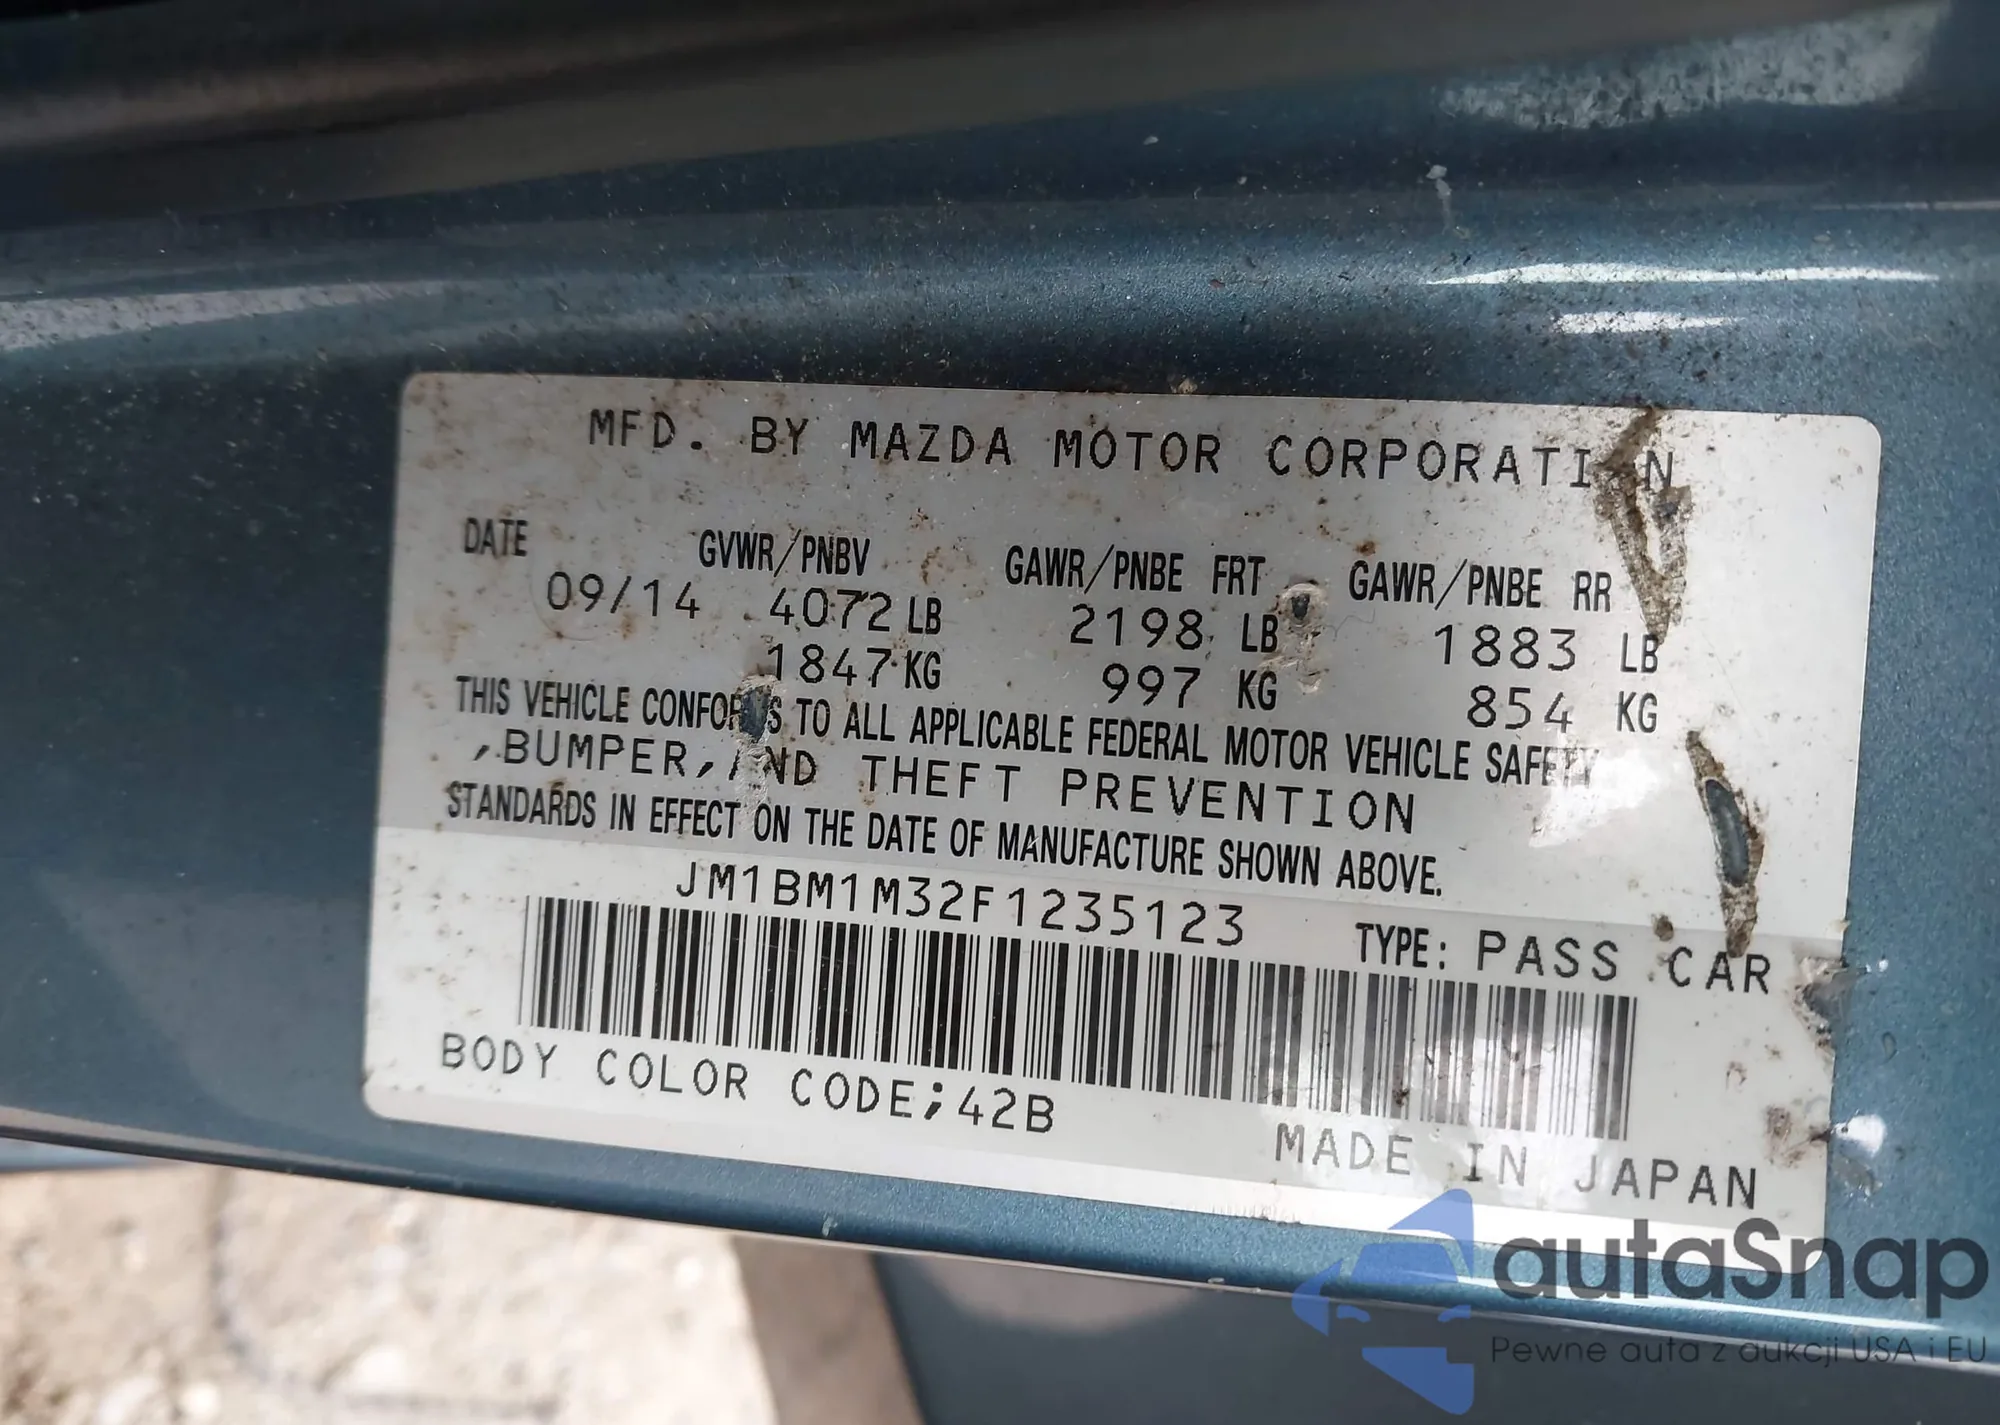 MFD. BY MAZDA MOTOR CORPORATION
DATE GVWR/PNBV GAWR/PNBE FRT GAWR/PNBE RR
09/14 4072 LB 2198 LB 1883 LB
1847 KG 997 KG 854 KG
THIS VEHICLE CONFORMS TO ALL APPLICABLE FEDERAL MOTOR VEHICLE SAFETY
,BUMPER, AND THEFT PREVENTION
STANDARDS IN EFFECT ON THE DATE OF MANUFACTURE SHOWN ABOVE.
JM1BM1M32F1235123 TYPE: PASS CAR
BODY COLOR CODE;42B
MADE IN JAPAN
autaSnap
Pewne auta z aukcji USA i EU